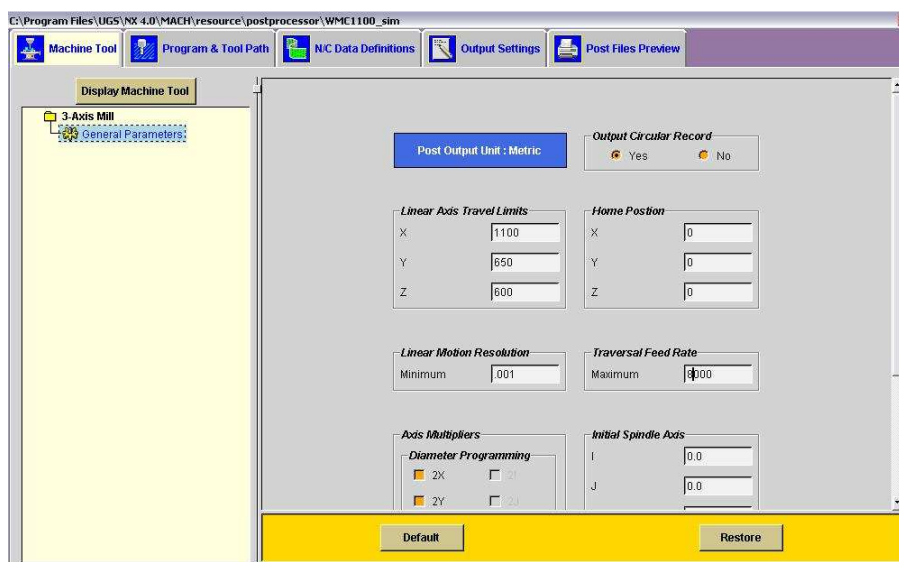 C:\Program Files\UGS\NX 4.0\MACH\resource\postprocessor\WMC1100_sim
Machine Tool Program & Tool Path N/C Data Definitions Output Settings Post Files Preview
Display Machine Tool
3-Axis Mill
General Parameters
Post Output Unit : Metric
Output Circular Record
Yes No
Linear Axis Travel Limits
X 1100
Y 650
Z 600
Home Postion
X 0
Y 0
Z 0
Linear Motion Resolution
Minimum .001
Traversal Feed Rate
Maximum 8000
Axis Multipliers
Diameter Programming
2X 2I
2Y 2J
Initial Spindle Axis
I 0.0
J 0.0
Default Restore